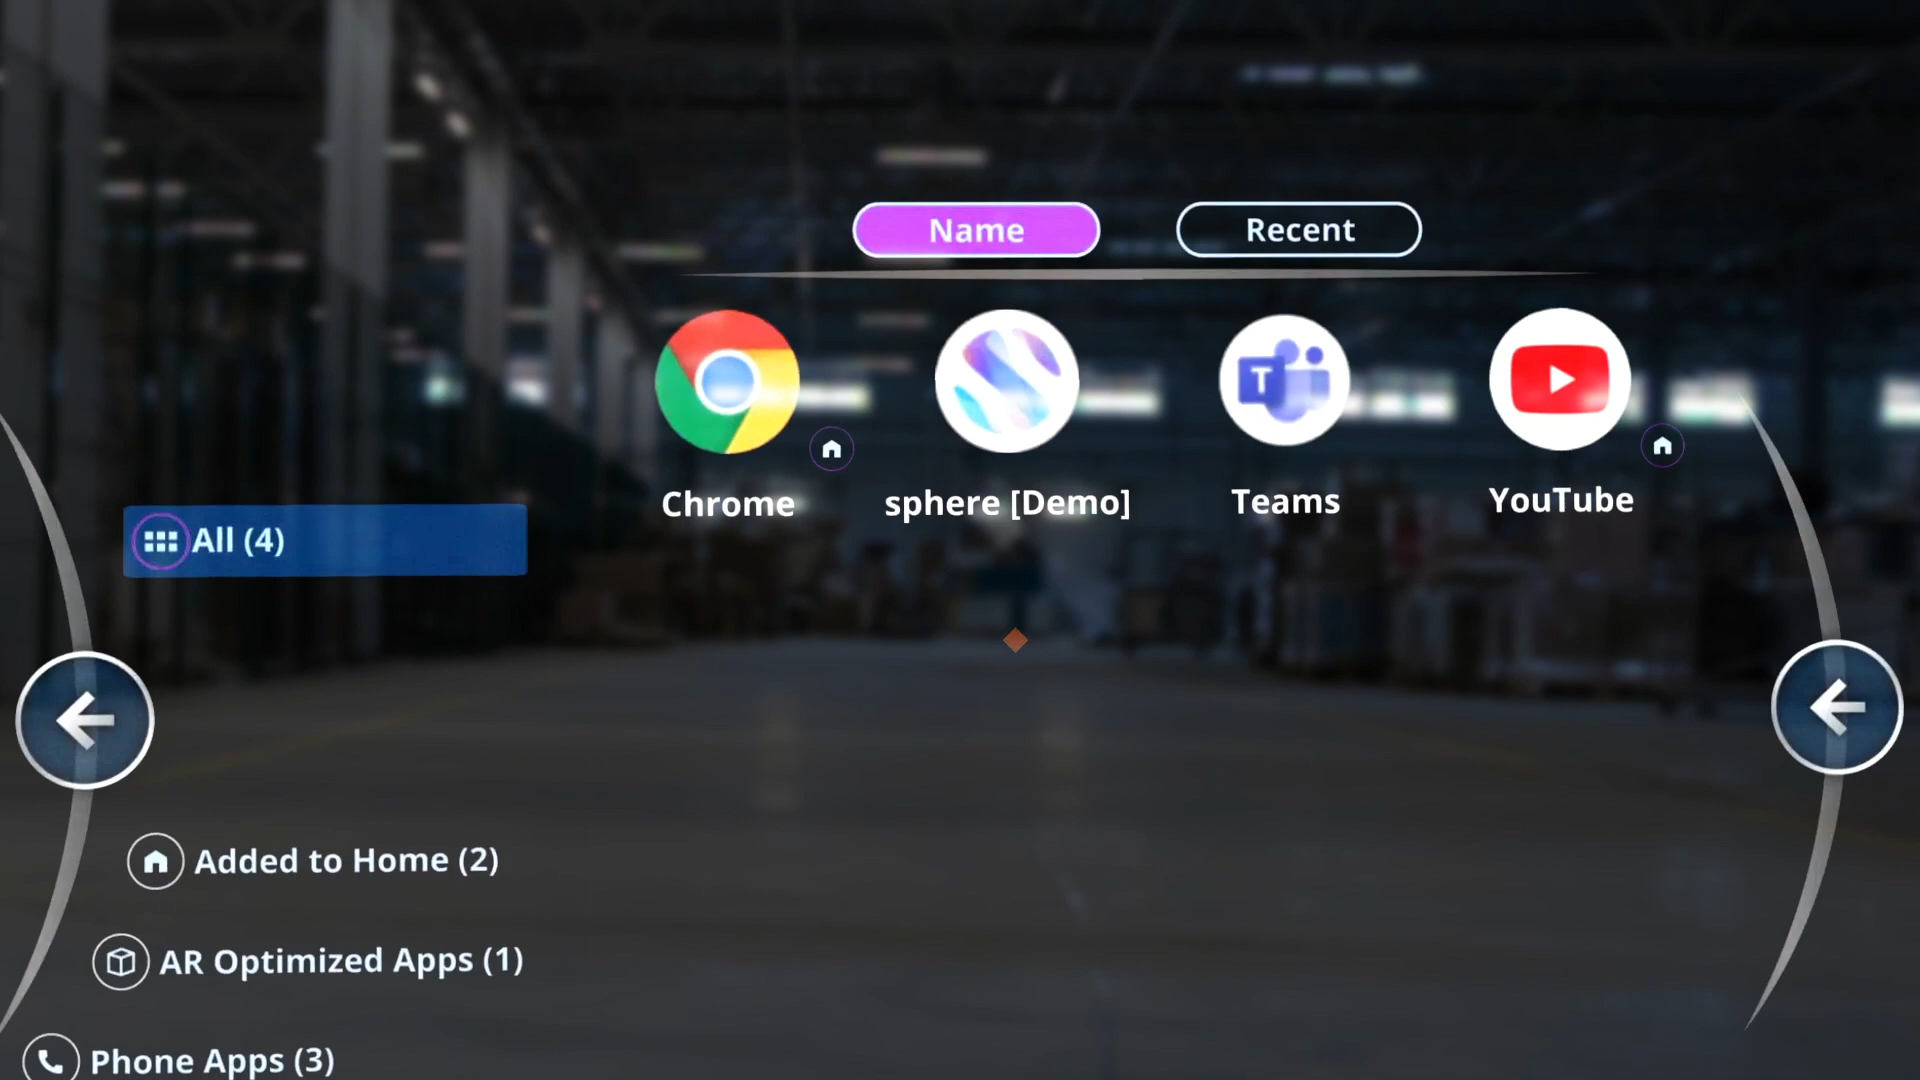 Name
Recent
Chrome
sphere [Demo]
T
Teams
YouTube
All (4)
Added to Home (2)
AR Optimized Apps (1)
Phone Apps (3)